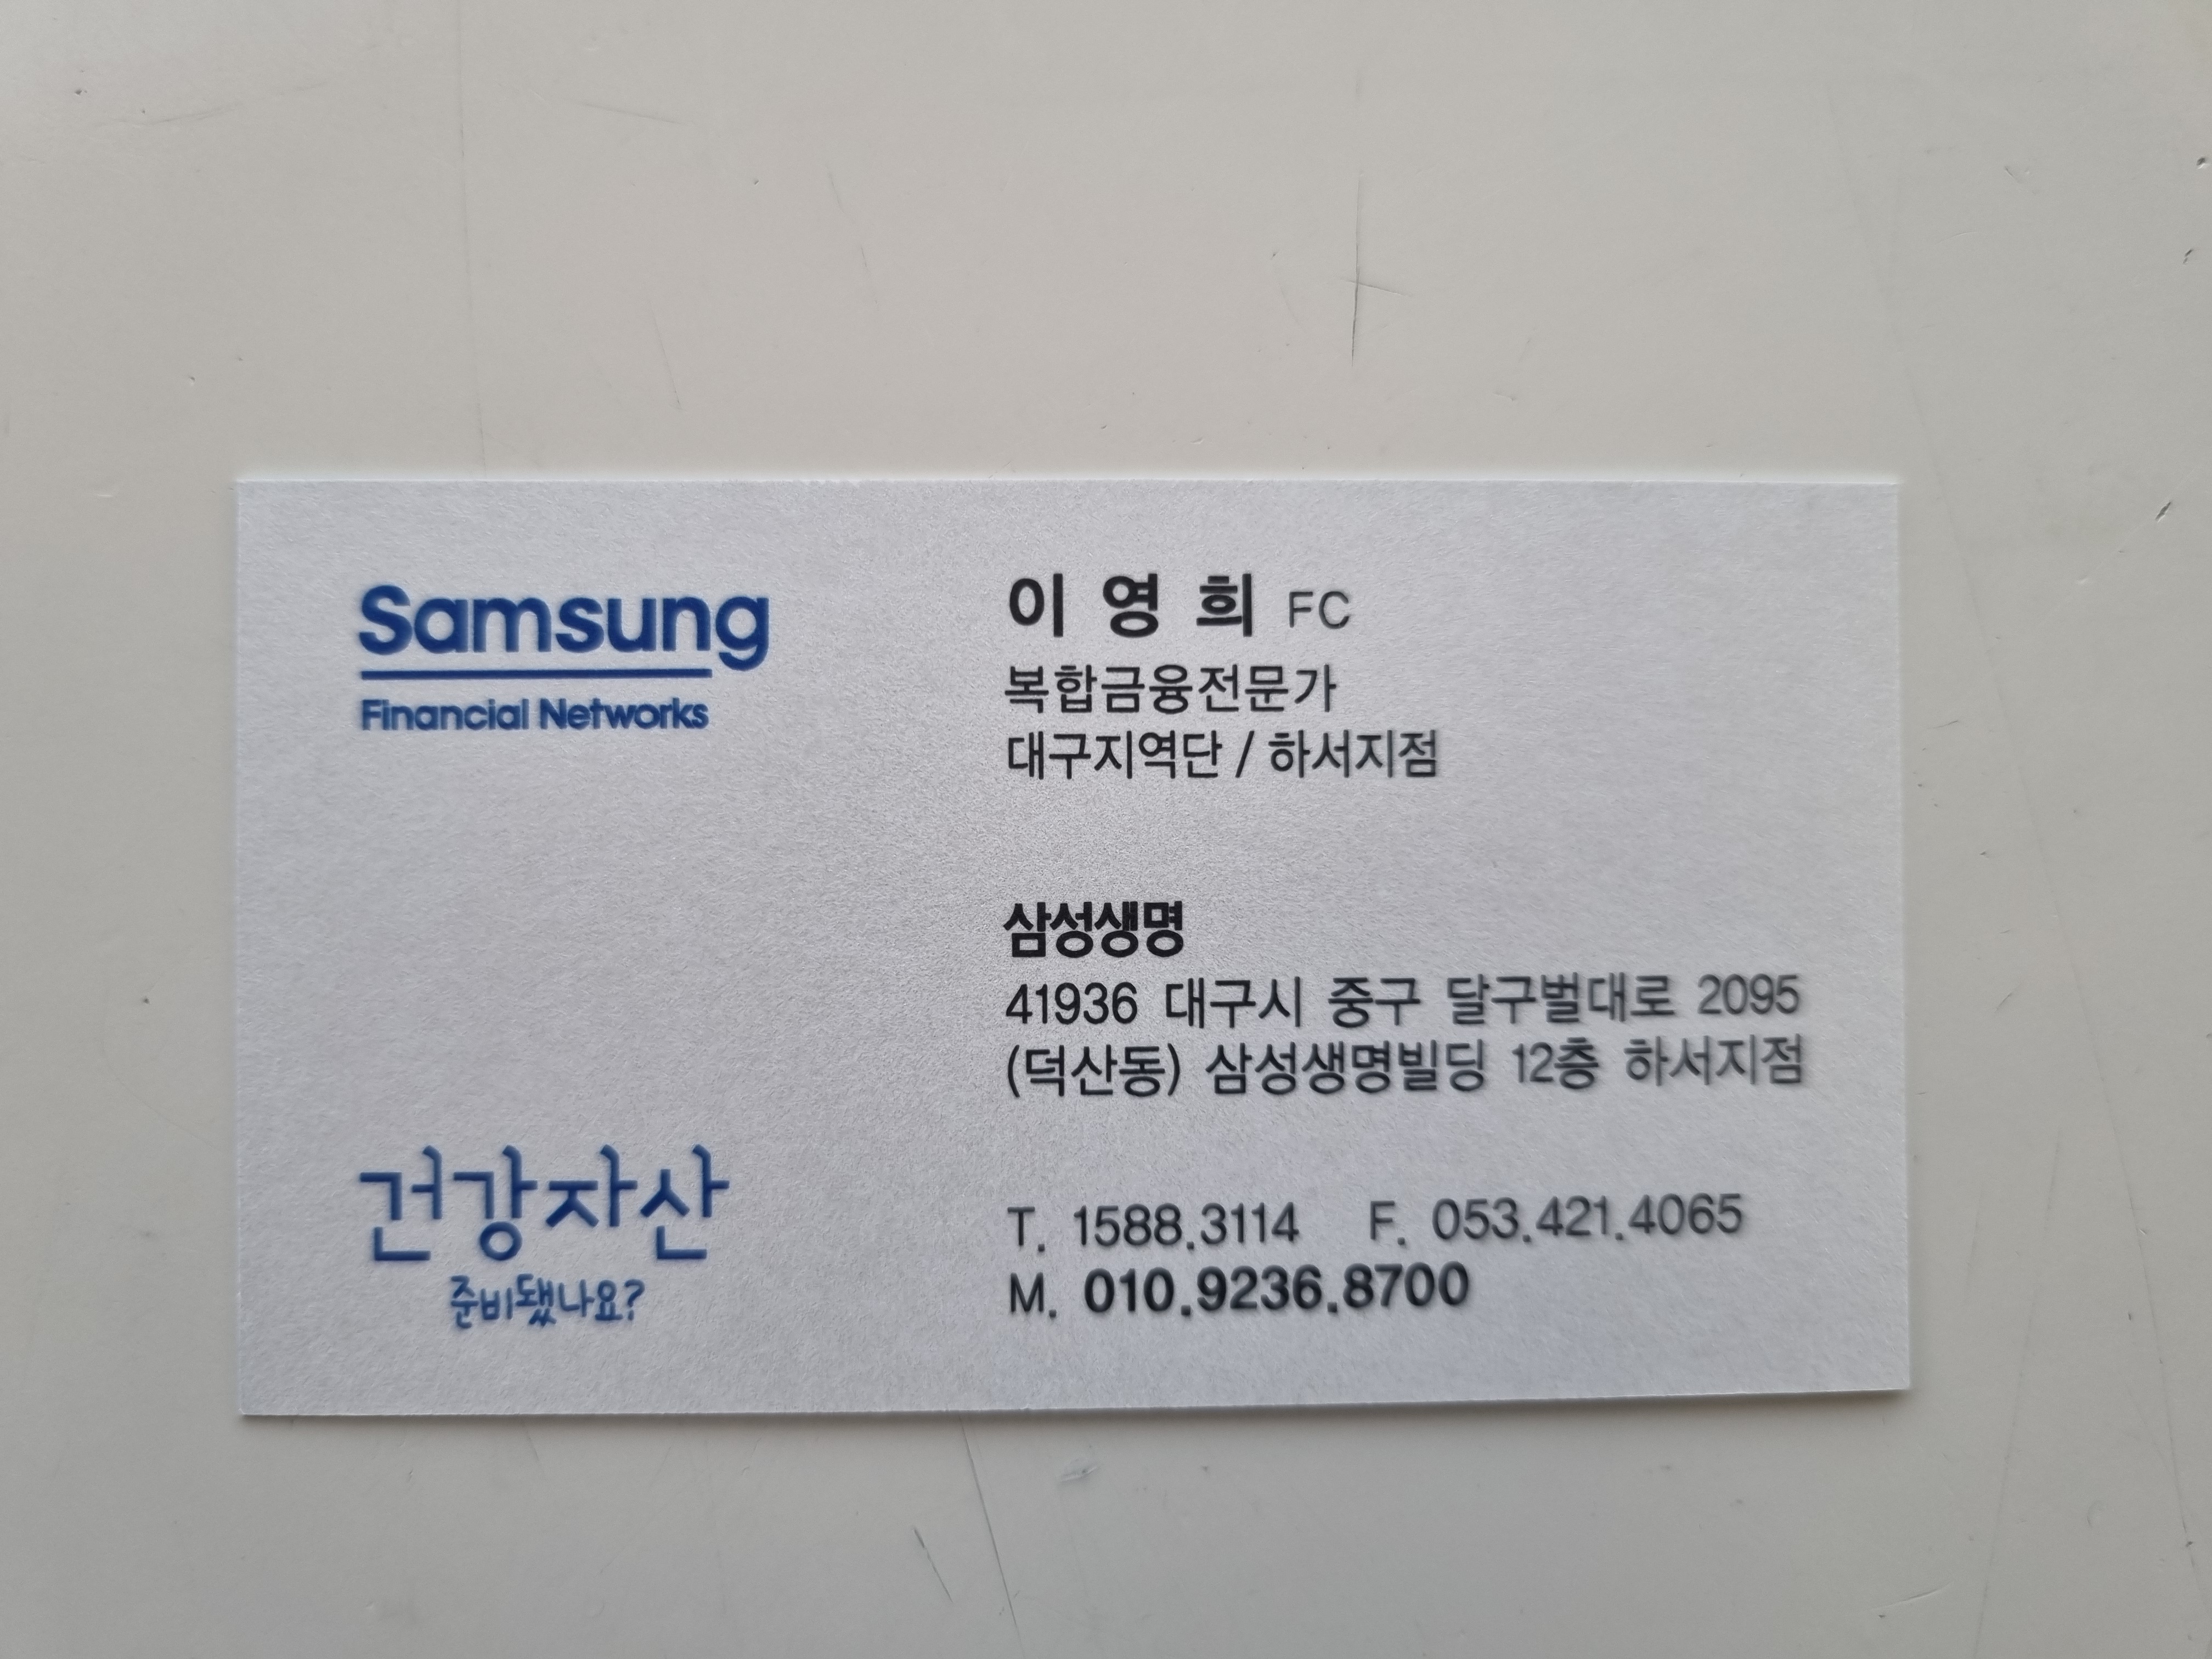 Samsung
Financial Networks
이 영 희 FC
복합금융전문가
대구지역단 / 하서지점
삼성생명
41936 대구시 중구 달구벌대로 2095
(덕산동) 삼성생명빌딩 12층 하서지점
건강자산
준비됐나요?
T. 1588.3114 F. 053.421.4065
M. 010.9236.8700